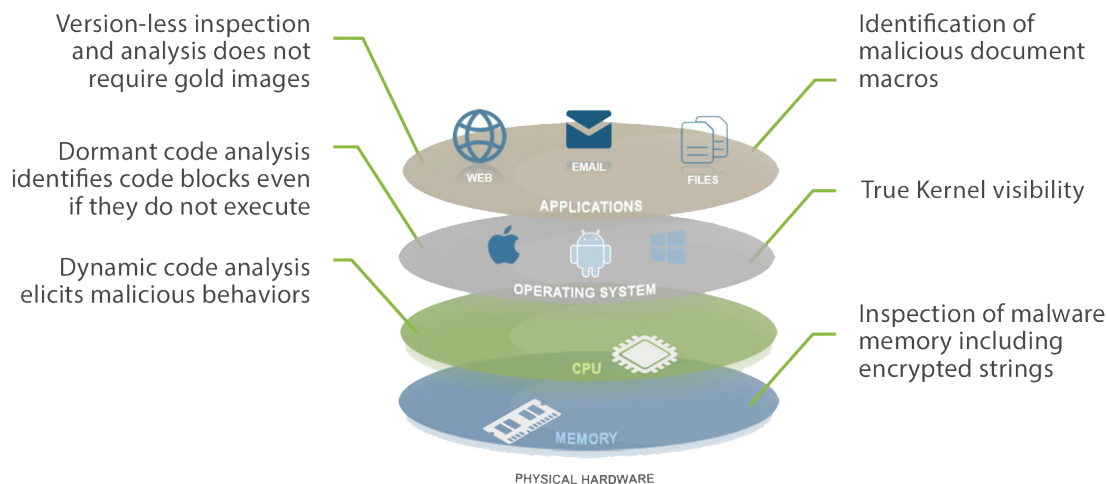 Version-less inspection
and analysis does not
require gold images
Dormant code analysis
identifies code blocks even
if they do not execute
Dynamic code analysis
elicits malicious behaviors
Identification of
malicious document
macros
True Kernel visibility
Inspection of malware
memory including
encrypted strings
WEB
EMAIL
FILES
APPLICATIONS
OPERATING SYSTEM
CPU
MEMORY
PHYSICAL HARDWARE